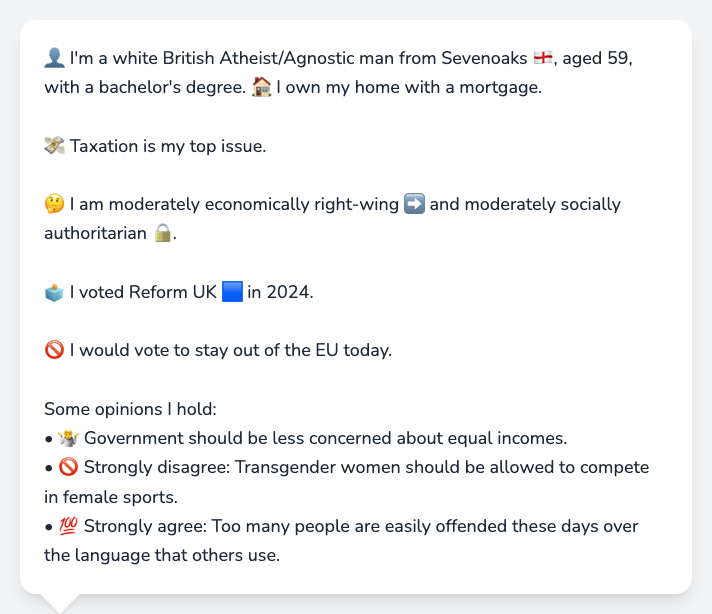 👤 I'm a white British Atheist/Agnostic man from Sevenoaks 🏴󠁧󠁢󠁥󠁮󠁧󠁿, aged 59,
with a bachelor's degree. 🏠 I own my home with a mortgage.
💸 Taxation is my top issue.
🤔 I am moderately economically right-wing ➡️ and moderately socially
authoritarian 🔒.
🗳️ I voted Reform UK 🟦 in 2024.
🚫 I would vote to stay out of the EU today.
Some opinions I hold:
• 🤷 Government should be less concerned about equal incomes.
• 🚫 Strongly disagree: Transgender women should be allowed to compete
in female sports.
• 💯 Strongly agree: Too many people are easily offended these days over
the language that others use.